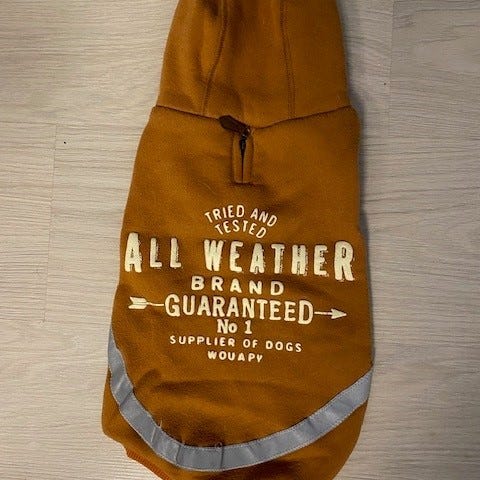 TRIED AND
TESTED
ALL WEATHER
BRAND
GUARANTEED
No 1
SUPPLIER OF DOGS
WOUAPY